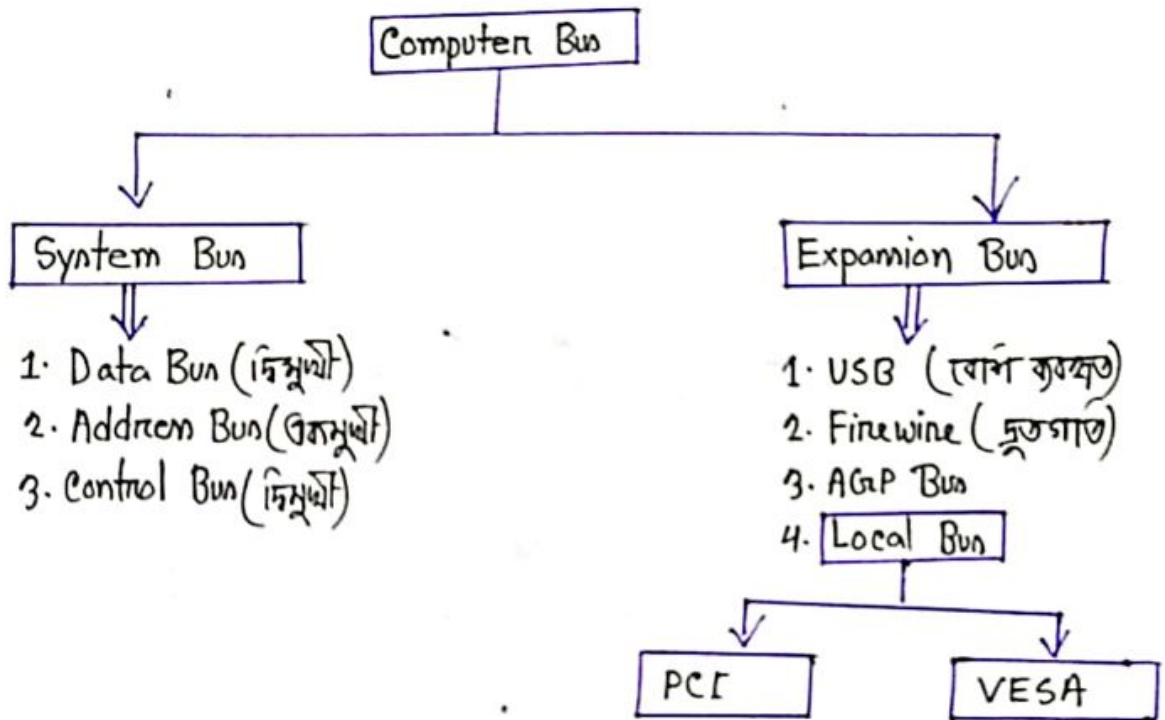 Computer Bus
System Bus
Expansion Bus
1. Data Bus (দ্বিমুখী)
2. Address Bus (একমুখী)
3. Control Bus (দ্বিমুখী)
1. USB (বেশি ব্যবহৃত)
2. Firewire (দ্রুতগতি)
3. AGP Bus
4. Local Bus
PCI
VESA